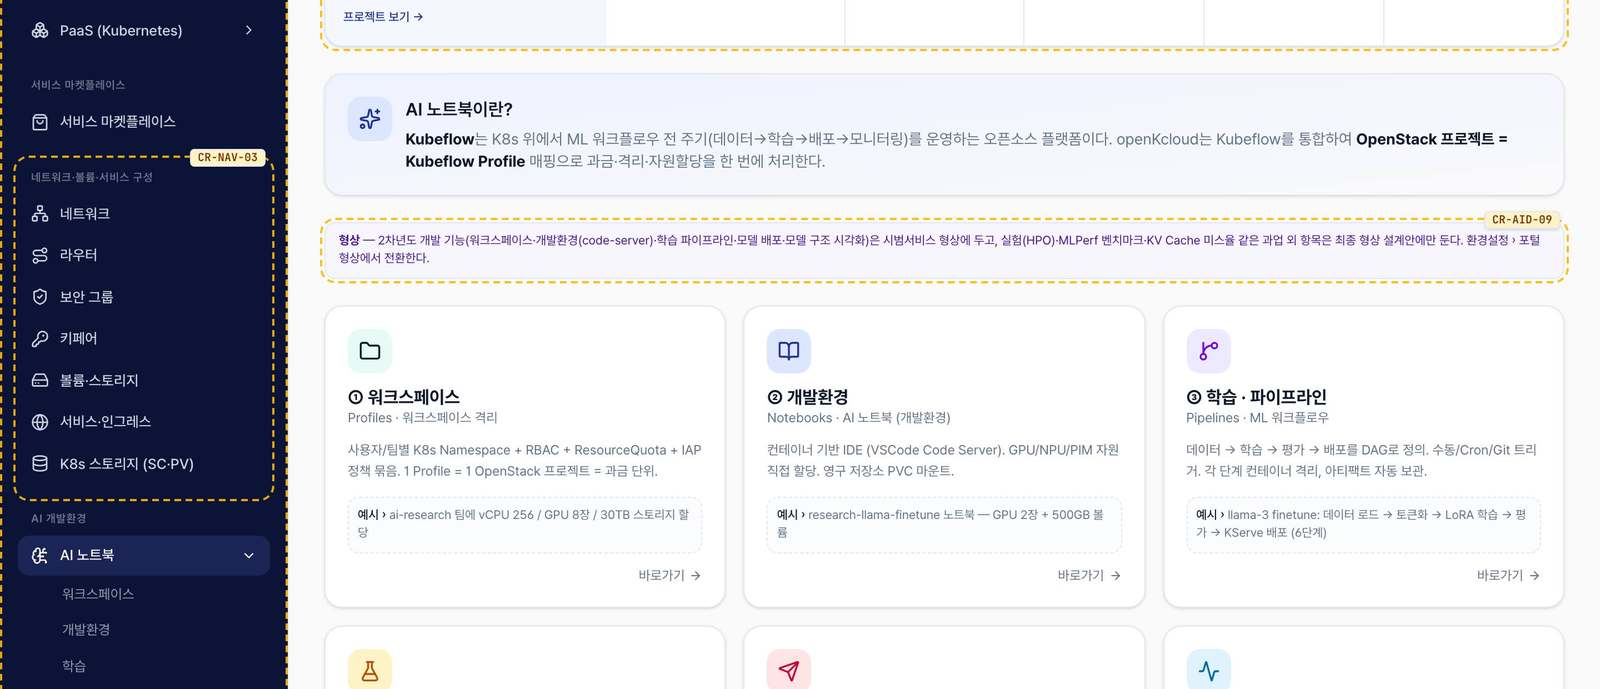 PaaS (Kubernetes)
서비스 마켓플레이스
서비스 마켓플레이스
CR-NAV-03
네트워크·볼륨·서비스 구성
네트워크
라우터
보안 그룹
키페어
볼륨·스토리지
서비스·인그레스
K8s 스토리지 (SC·PV)
AI 개발환경
AI 노트북
워크스페이스
개발환경
학습
프로젝트 보기 →
AI 노트북이란?
Kubeflow는 K8s 위에서 ML 워크플로우 전 주기(데이터→학습→배포→모니터링)를 운영하는 오픈소스 플랫폼이다. openKcloud는 Kubeflow를 통합하여 OpenStack 프로젝트 =
Kubeflow Profile 매핑으로 과금·격리·자원할당을 한 번에 처리한다.
CR-AID-09
형상 — 2차년도 개발 기능(워크스페이스·개발환경(code-server)·학습 파이프라인·모델 배포·모델 구조 시각화)은 시범서비스 형상에 두고, 실험(HPO)·MLPerf 벤치마크·KV Cache 미스율 같은 과업 외 항목은 최종 형상 설계안에만 둔다. 환경설정 › 포털
형상에서 전환한다.
① 워크스페이스
Profiles · 워크스페이스 격리
사용자/팀별 K8s Namespace + RBAC + ResourceQuota + IAP
정책 묶음. 1 Profile = 1 OpenStack 프로젝트 = 과금 단위.
예시 › ai-research 팀에 vCPU 256 / GPU 8장 / 30TB 스토리지 할
당
바로가기 →
② 개발환경
Notebooks · AI 노트북 (개발환경)
컨테이너 기반 IDE (VSCode Code Server). GPU/NPU/PIM 자원
직접 할당. 영구 저장소 PVC 마운트.
예시 › research-llama-finetune 노트북 — GPU 2장 + 500GB 볼
륨
바로가기 →
③ 학습 · 파이프라인
Pipelines · ML 워크플로우
데이터 → 학습 → 평가 → 배포를 DAG로 정의. 수동/Cron/Git 트리
거. 각 단계 컨테이너 격리, 아티팩트 자동 보관.
예시 › llama-3 finetune: 데이터 로드 → 토큰화 → LoRA 학습 → 평
가 → KServe 배포 (6단계)
바로가기 →